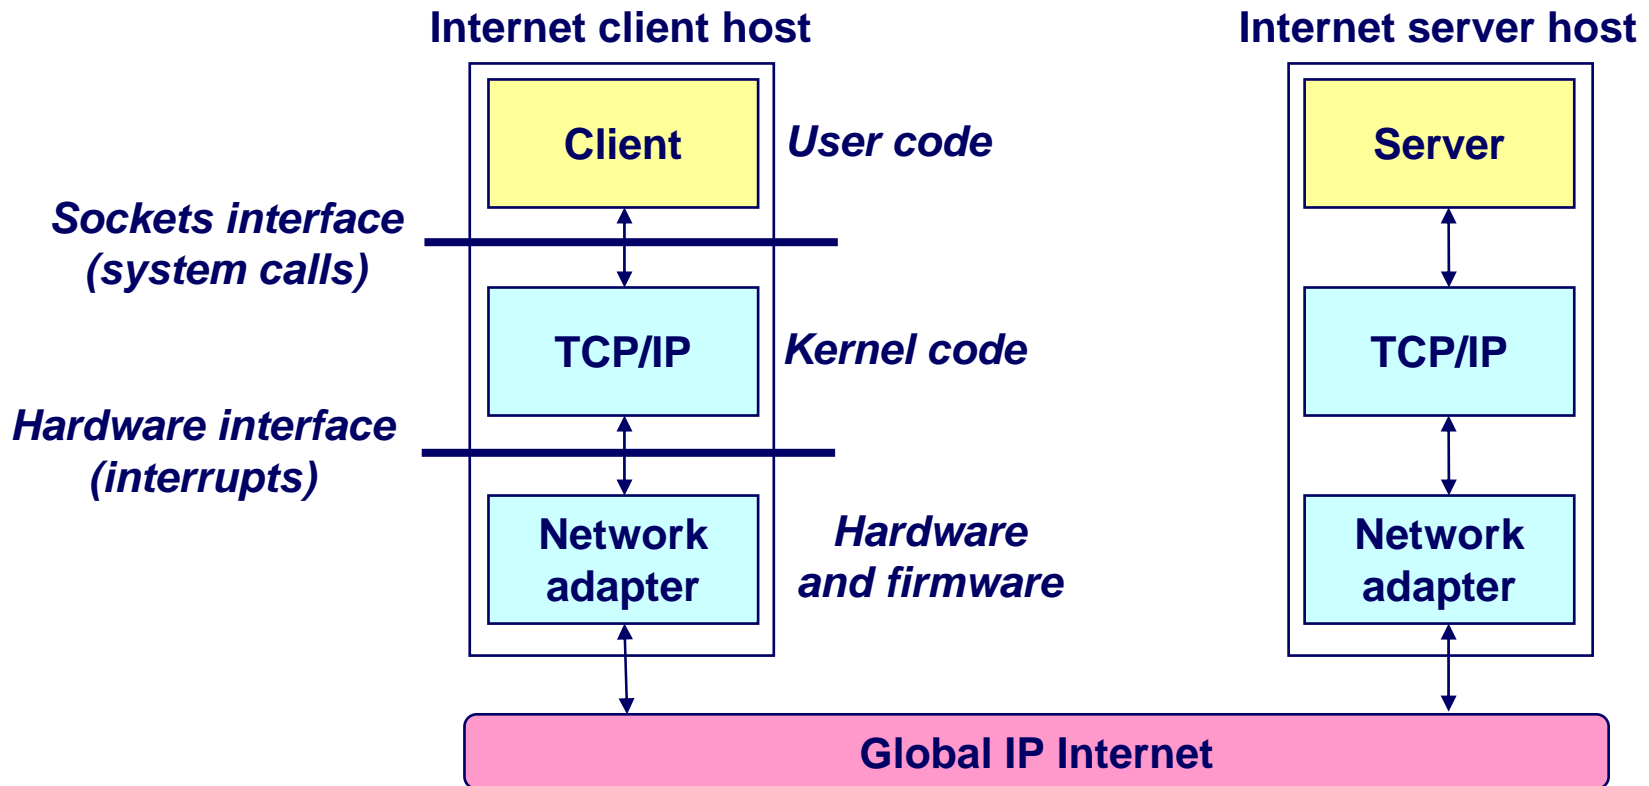 Internet client host
Internet server host
Client
User code
Server
Sockets interface
(system calls)
TCP/IP
Kernel code
TCP/IP
Hardware interface
(interrupts)
Network
adapter
Hardware
and firmware
Network
adapter
Global IP Internet